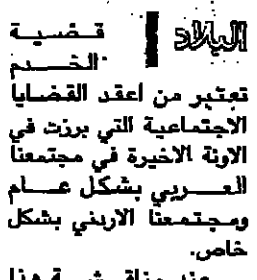 البلاد
قضية
الخدم
تعتبر من اعقد القضايا
الاجتماعية التي برزت في
الاونة الاخيرة في مجتمعنا
العربي بشكل عام
ومجتمعنا الاردني بشكل
خاص.